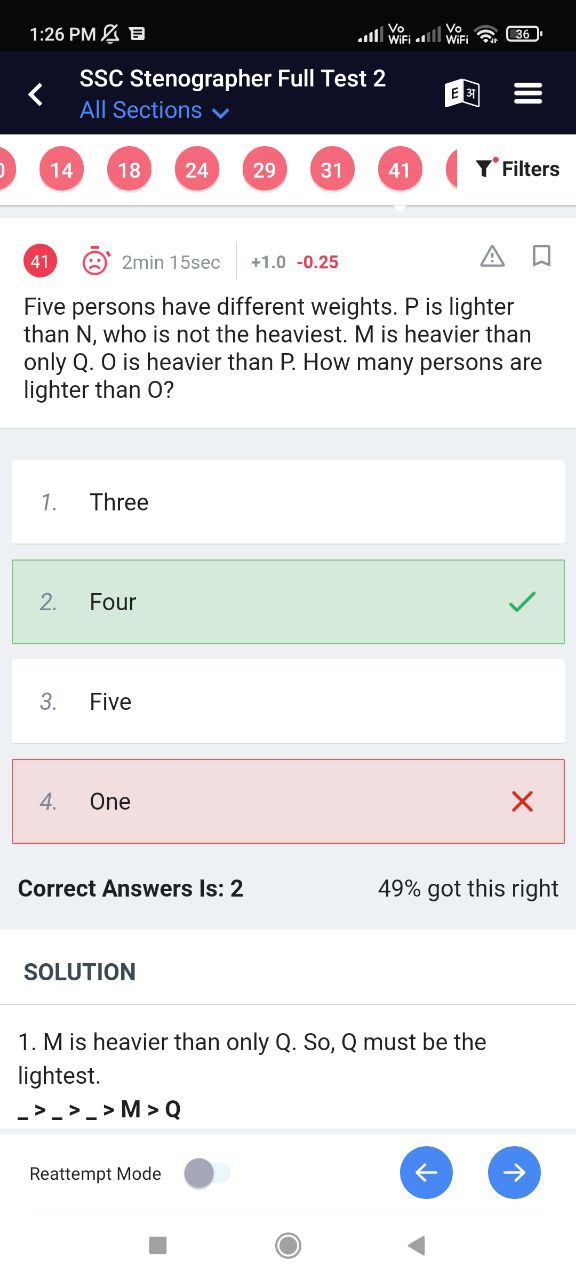 1:26 PM
Vo WiFi Vo WiFi 36
SSC Stenographer Full Test 2
All Sections
E अ
14 18 24 29 31 41 Filters
41 2min 15sec +1.0 -0.25
Five persons have different weights. P is lighter
than N, who is not the heaviest. M is heavier than
only Q. O is heavier than P. How many persons are
lighter than O?
1. Three
2. Four
3. Five
4. One
Correct Answers Is: 2 49% got this right
SOLUTION
1. M is heavier than only Q. So, Q must be the
lightest.
_ > _ > _ > M > Q
Reattempt Mode